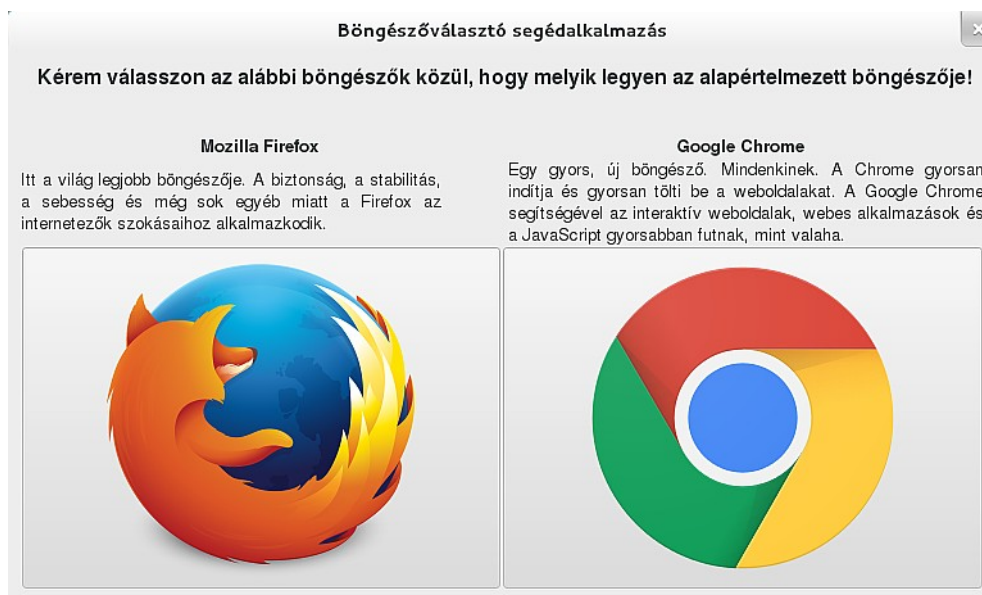 Böngészőválasztó segédalkalmazás
Kérem válasszon az alábbi böngészők közül, hogy melyik legyen az alapértelmezett böngészője!
Mozilla Firefox
Itt a világ legjobb böngészője. A biztonság, a stabilitás,
a sebesség és még sok egyéb miatt a Firefox az
internetezők szokásaihoz alkalmazkodik.
Google Chrome
Egy gyors, új böngésző. Mindenkinek. A Chrome gyorsan
indítja és gyorsan tölti be a weboldalakat. A Google Chrome
segítségével az interaktív weboldalak, webes alkalmazások és
a JavaScript gyorsabban futnak, mint valaha.